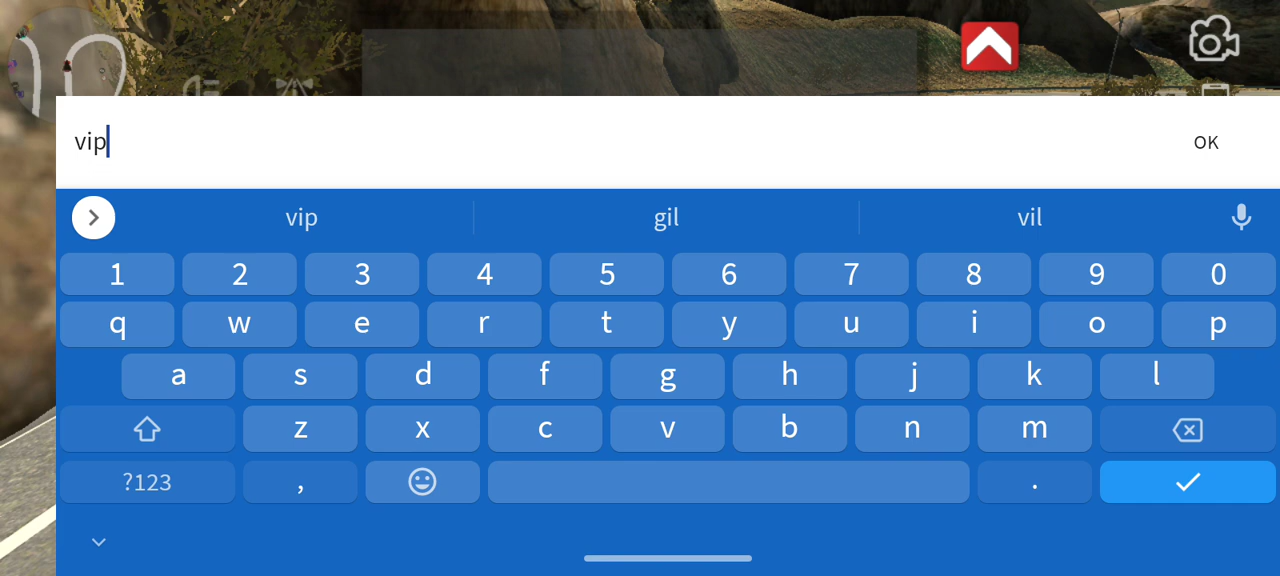 vip
OK
vip gil vil
1 2 3 4 5 6 7 8 9 0
q w e r t y u i o p
a s d f g h j k l
z x c v b n m
?123 , .